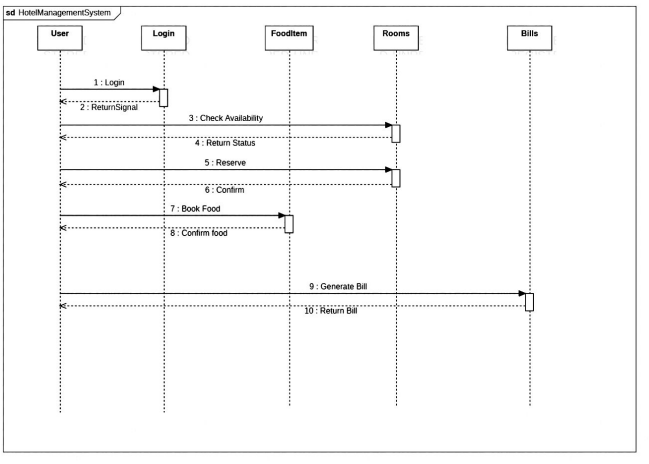 sd HotelManagementSystem
User Login FoodItem Rooms Bills
1 : Login
2 : ReturnSignal
3 : Check Availability
4 : Return Status
5 : Reserve
6 : Confirm
7 : Book Food
8 : Confirm food
9 : Generate Bill
10 : Return Bill